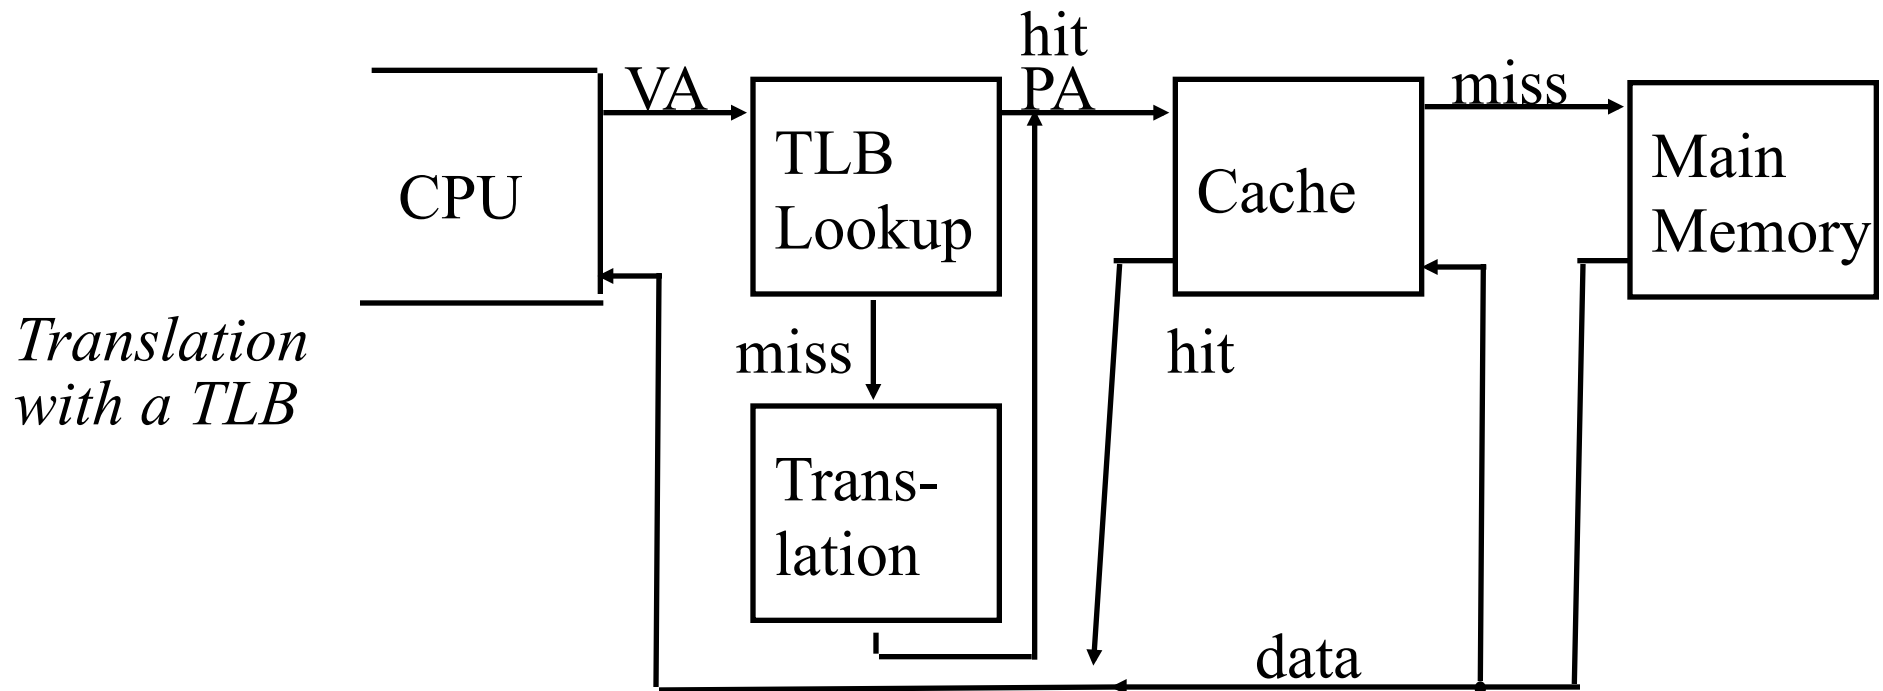 hit
VA
PA
miss
TLB
Lookup
CPU
Cache
Main
Memory
Translation
with a TLB
miss
hit
Trans-
lation
data